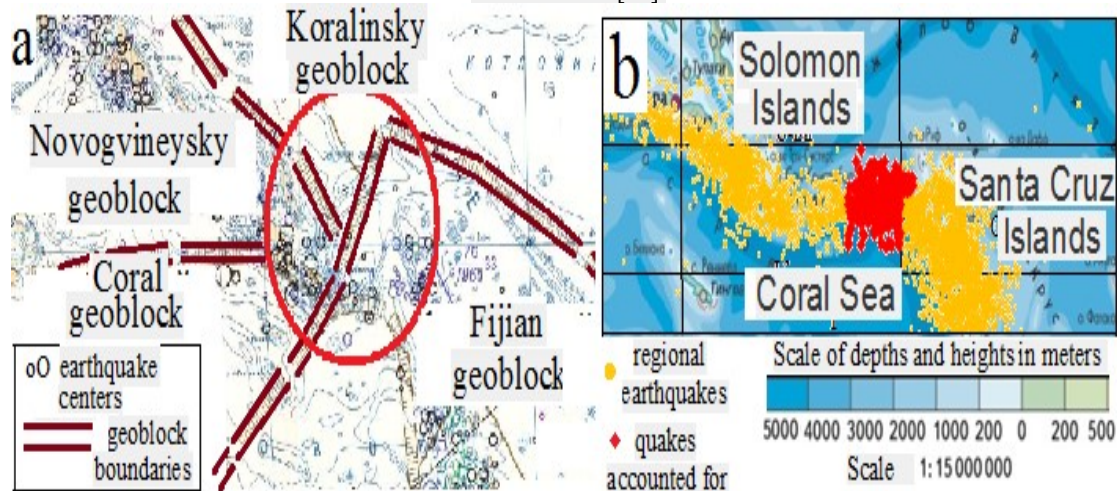 a
Koralinsky
geoblock
К О Т Л О В И
Novogvineysky
geoblock
Coral
geoblock
Fijian
geoblock
oO earthquake
centers
geoblock
boundaries
b
Solomon
Islands
Santa Cruz
Islands
Coral Sea
regional
earthquakes
quakes
accounted for
Scale of depths and heights in meters
5000 4000 3000 2000 1000 200 0 200 500
Scale 1: 15 000 000